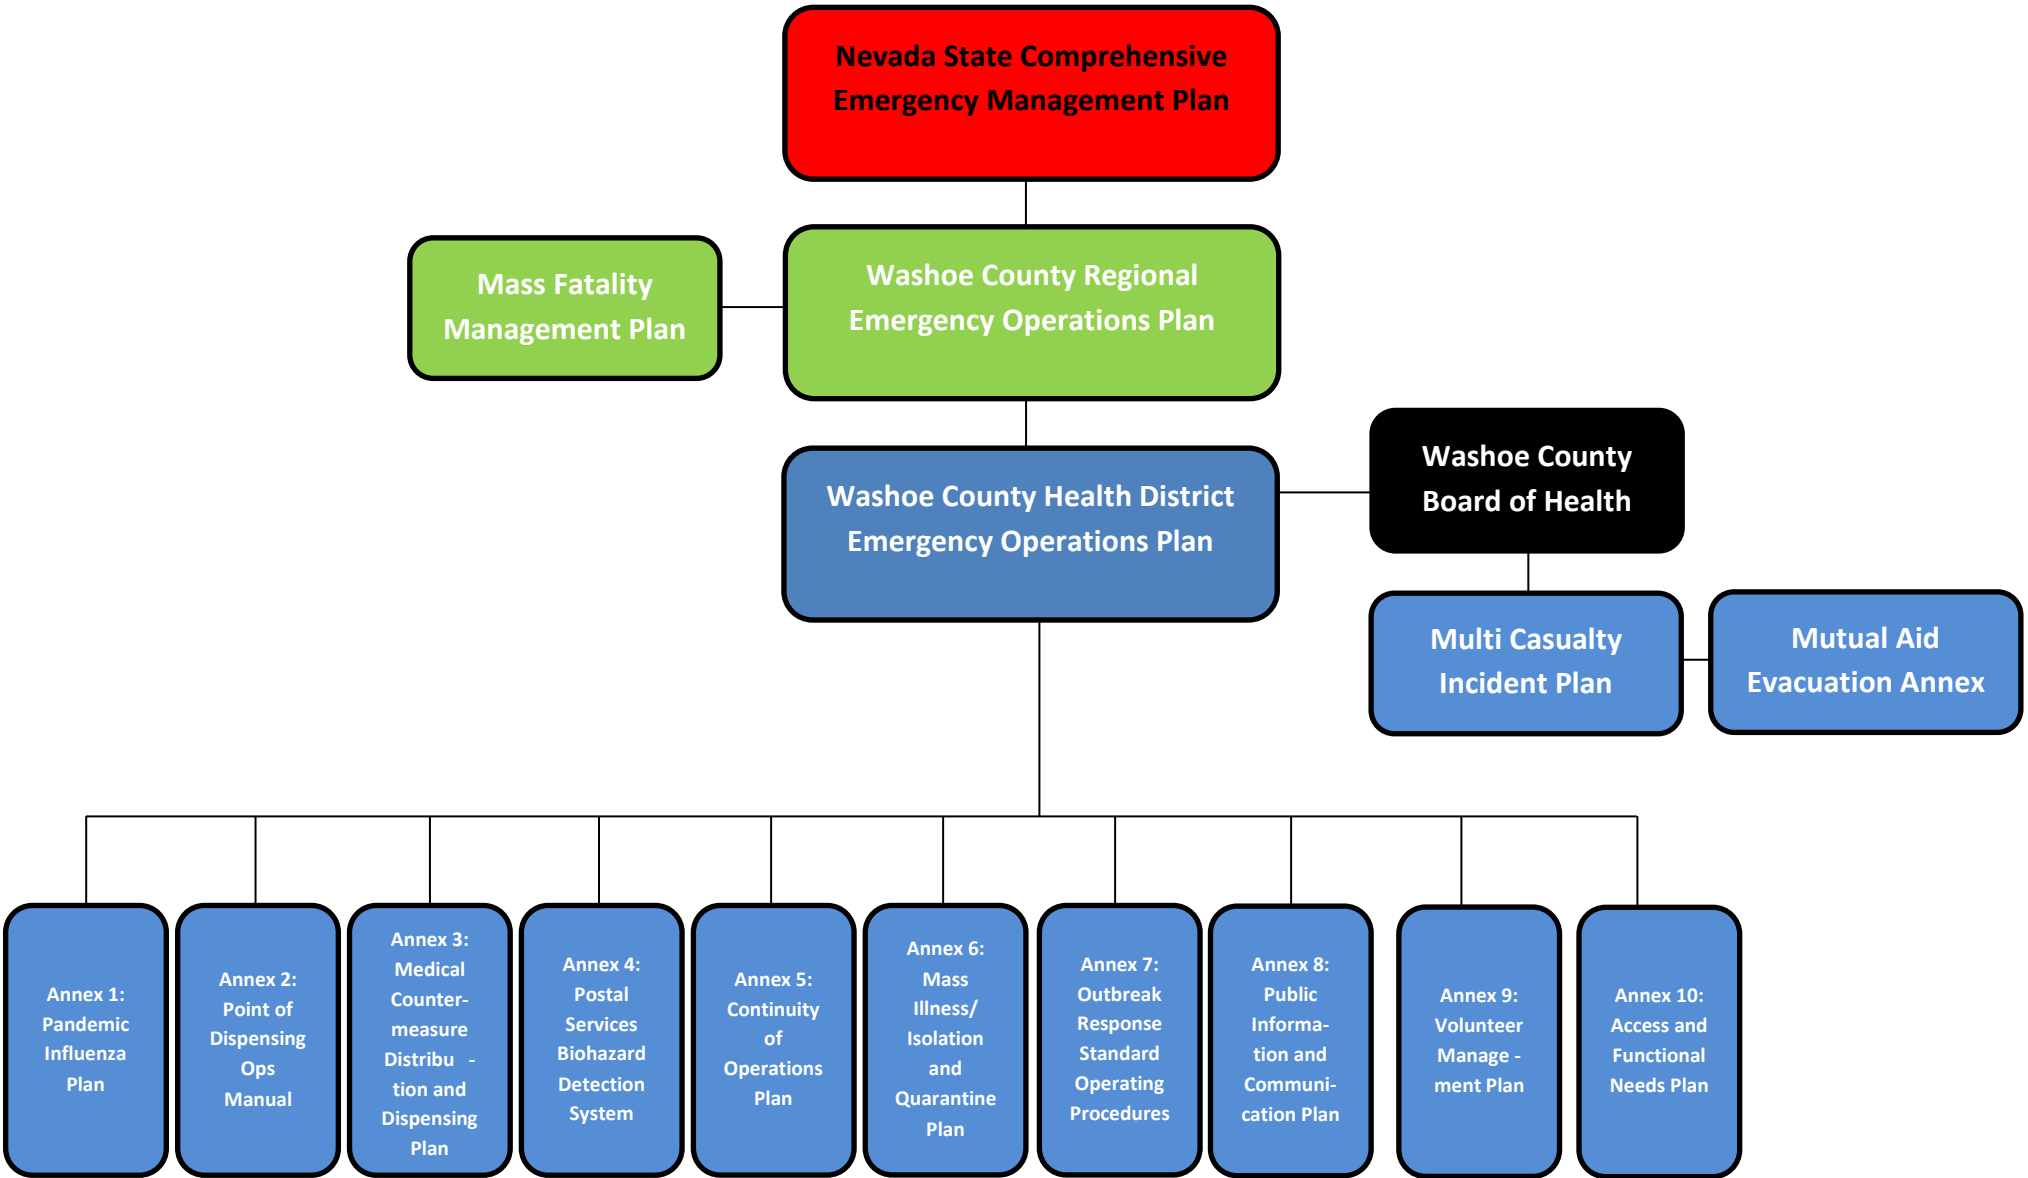 Nevada State Comprehensive
Emergency Management Plan
Mass Fatality
Management Plan
Washoe County Regional
Emergency Operations Plan
Washoe County Health District
Emergency Operations Plan
Washoe County
Board of Health
Multi Casualty
Incident Plan
Mutual Aid
Evacuation Annex
Annex 1:
Pandemic
Influenza
Plan
Annex 2:
Point of
Dispensing
Ops
Manual
Annex 3:
Medical
Counter-
measure
Distribu -
tion and
Dispensing
Plan
Annex 4:
Postal
Services
Biohazard
Detection
System
Annex 5:
Continuity
of
Operations
Plan
Annex 6:
Mass
Illness/
Isolation
and
Quarantine
Plan
Annex 7:
Outbreak
Response
Standard
Operating
Procedures
Annex 8:
Public
Informa-
tion and
Communi-
cation Plan
Annex 9:
Volunteer
Manage -
ment Plan
Annex 10:
Access and
Functional
Needs Plan